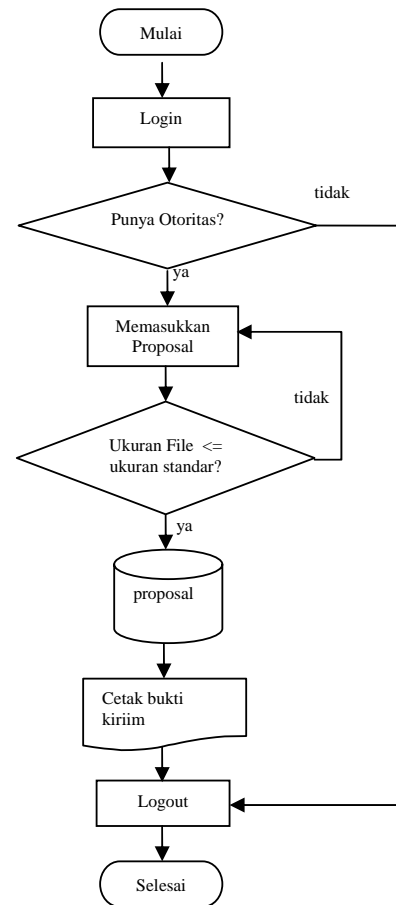 Mulai
Login
Punya Otoritas?
tidak
ya
Memasukkan
Proposal
tidak
Ukuran File <=
ukuran standar?
ya
proposal
Cetak bukti
kiriim
Logout
Selesai